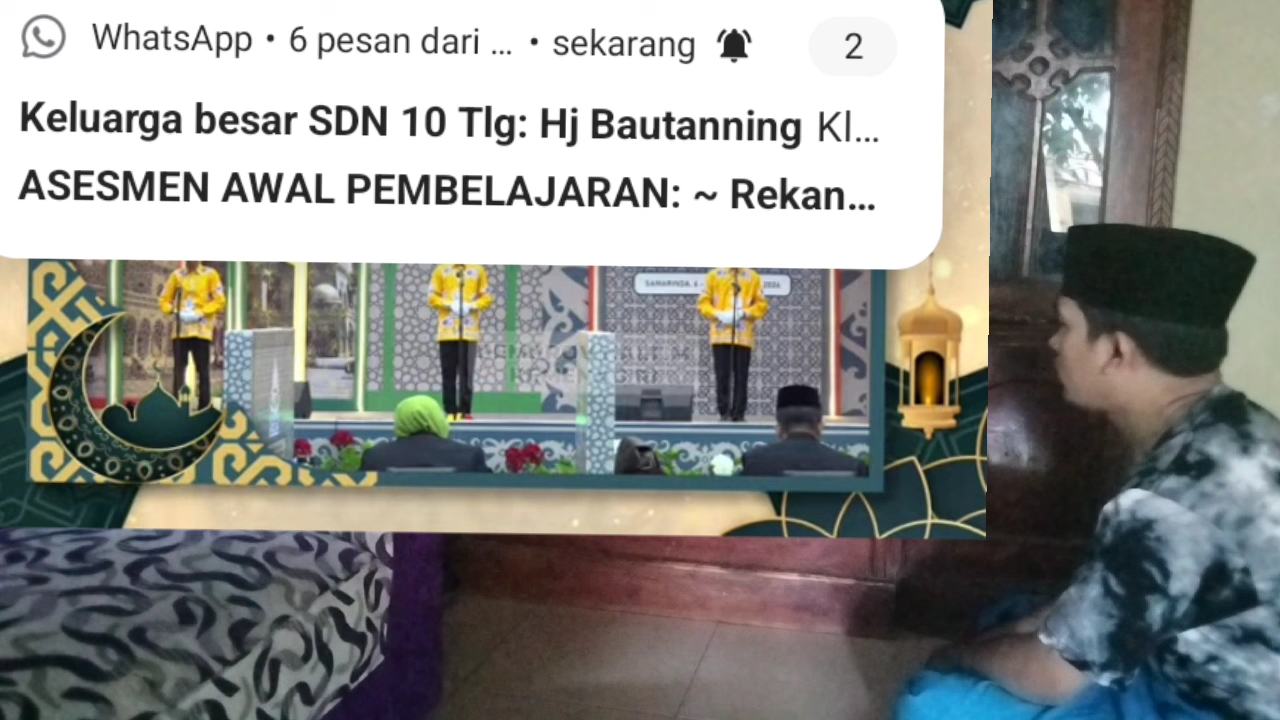 WhatsApp • 6 pesan dari ... • sekarang 2
Keluarga besar SDN 10 Tlg: Hj Bautanning Kl...
ASESMEN AWAL PEMBELAJARAN: ~ Rekan...
SAMARINDA, 6